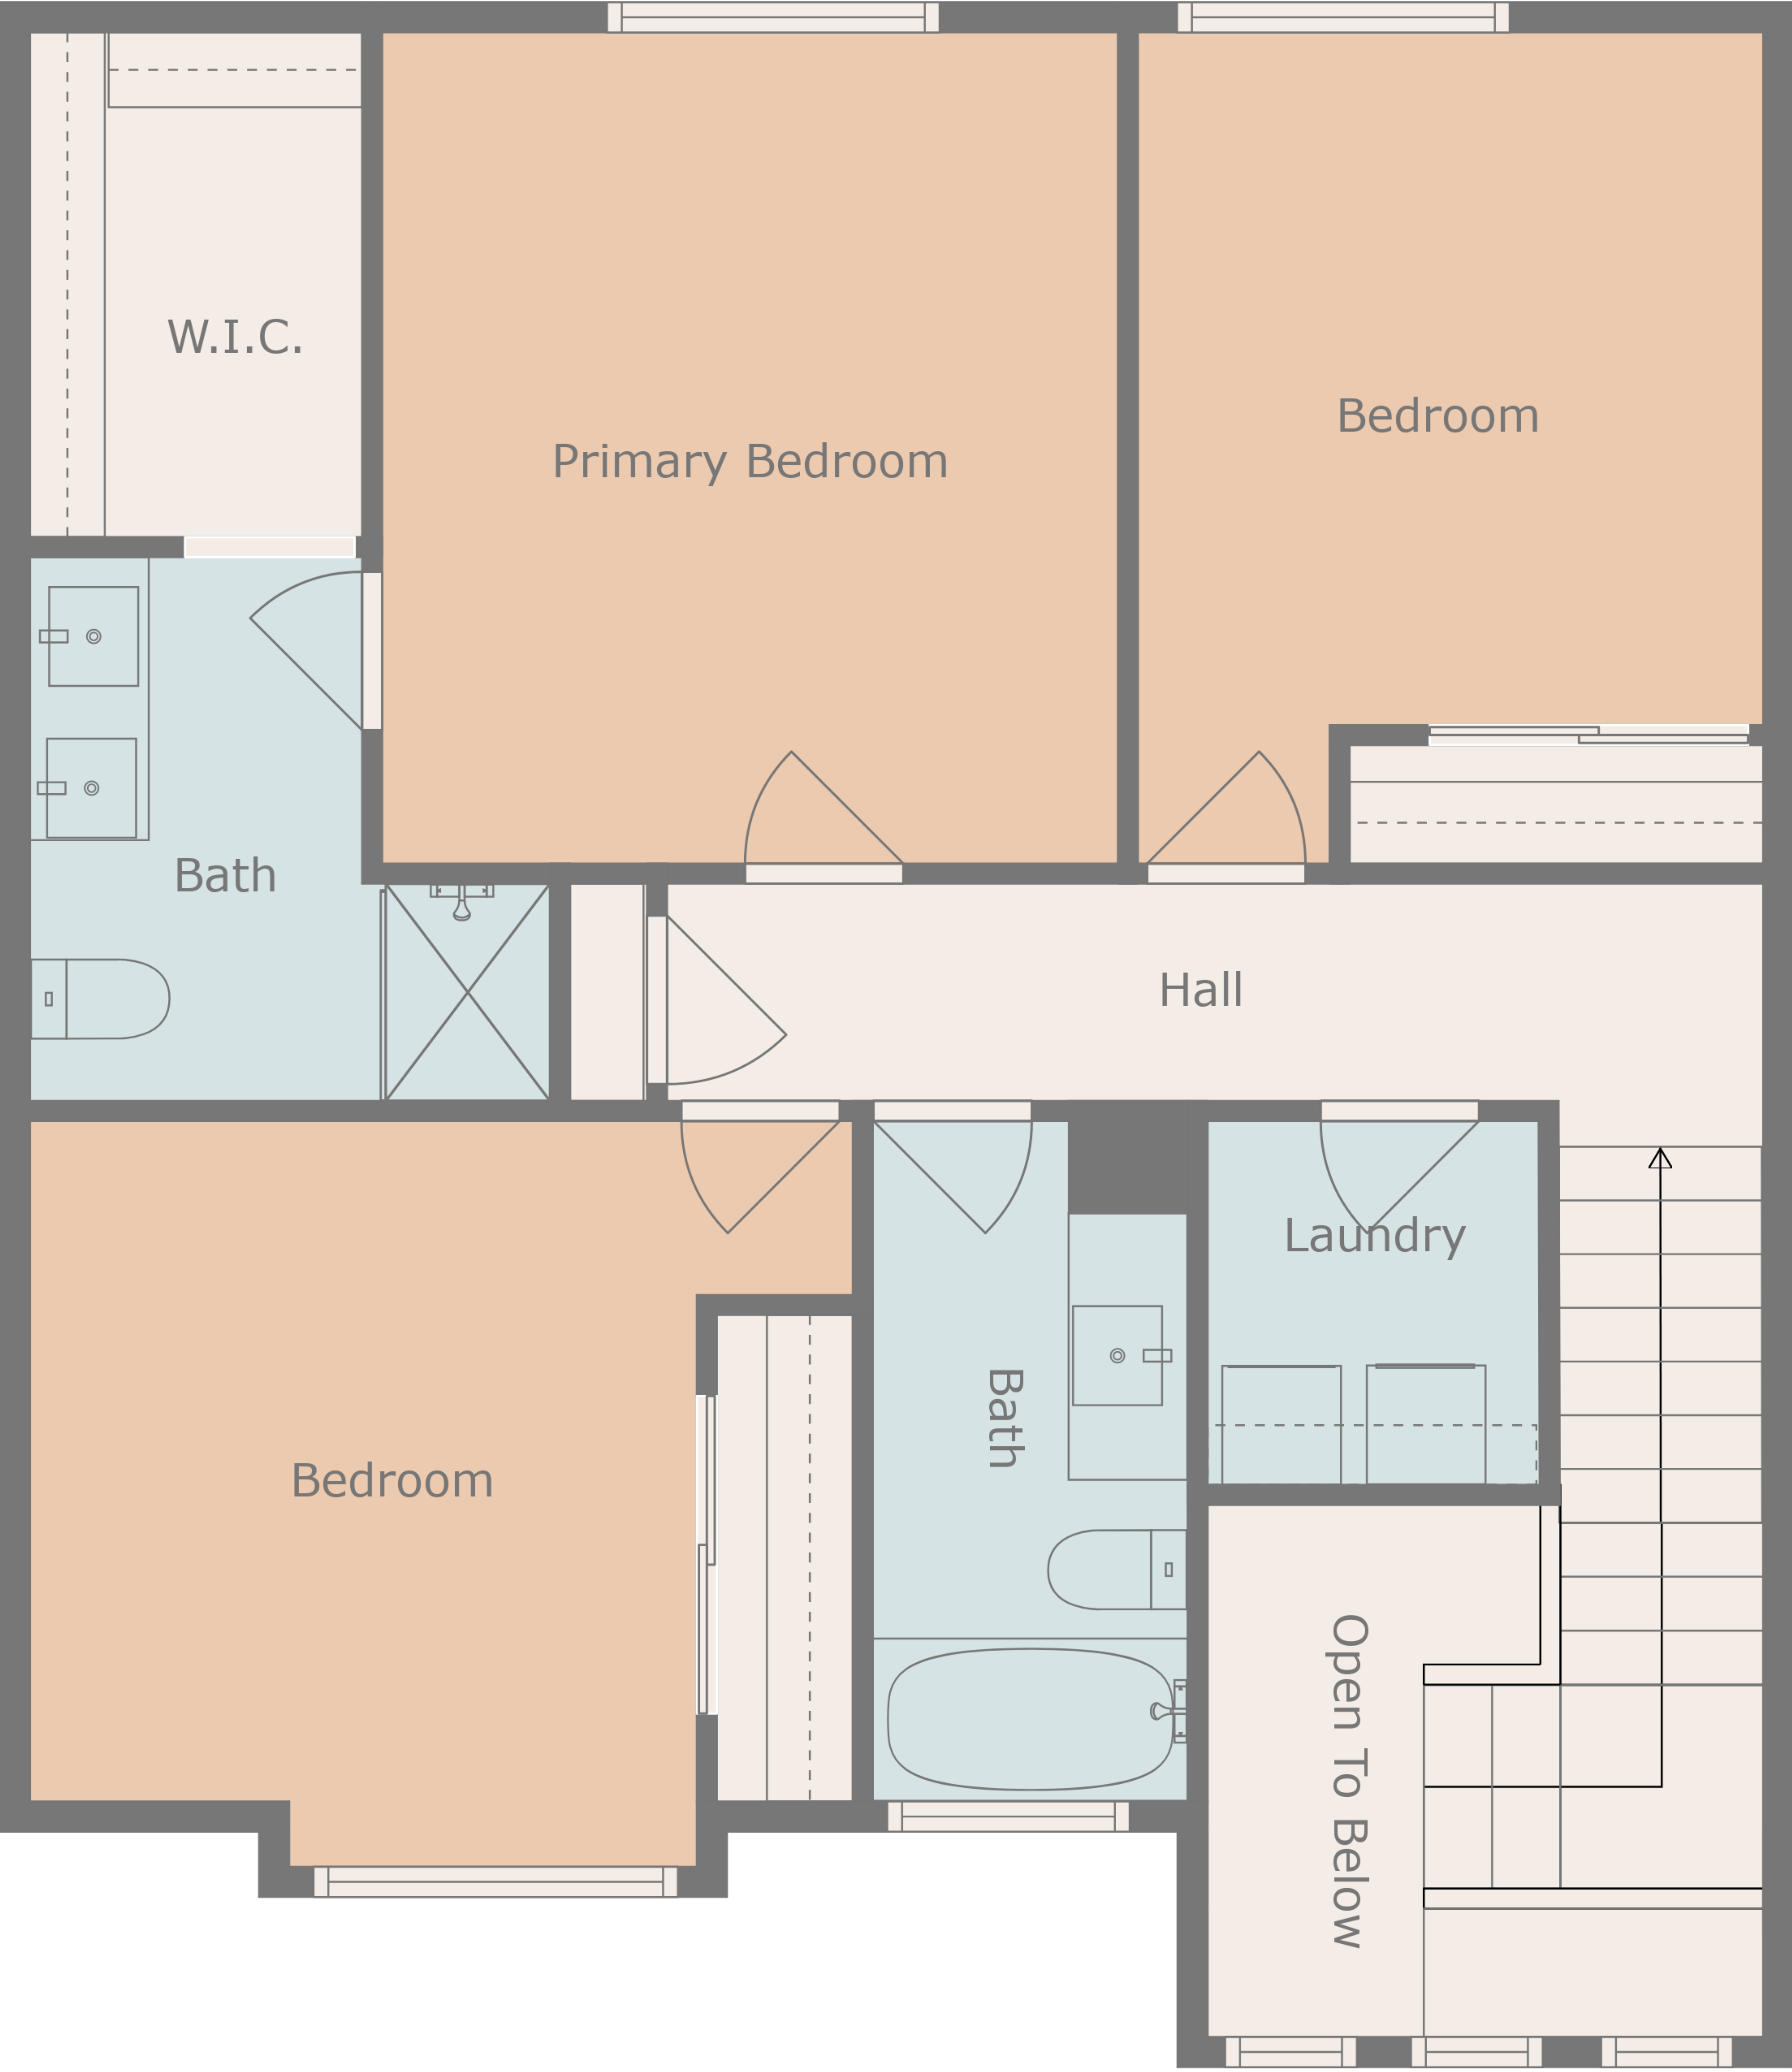 W.I.C.
Primary Bedroom
Bedroom
Bath
Hall
Laundry
Bath
Bedroom
Open To Below